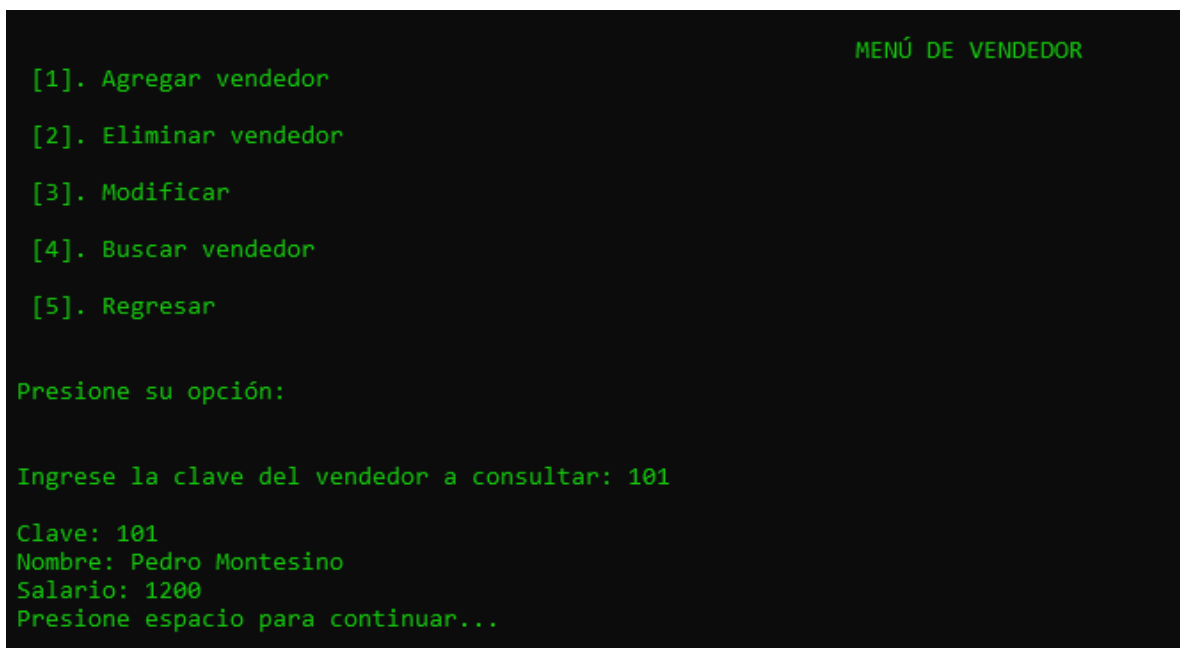 MENÚ DE VENDEDOR
[1]. Agregar vendedor
[2]. Eliminar vendedor
[3]. Modificar
[4]. Buscar vendedor
[5]. Regresar
Presione su opción:
Ingrese la clave del vendedor a consultar: 101
Clave: 101
Nombre: Pedro Montesino
Salario: 1200
Presione espacio para continuar...